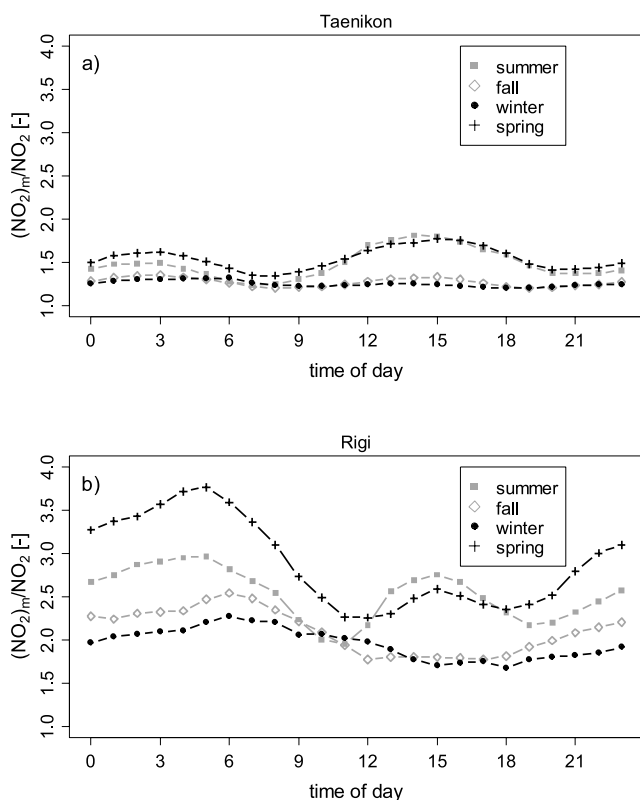 Taenikon
a)
summer
fall
winter
spring
(NO2)m/NO2 [-]
4.0
3.5
3.0
2.5
2.0
1.5
1.0
0 3 6 9 12 15 18 21
time of day
Rigi
b)
summer
fall
winter
spring
(NO2)m/NO2 [-]
4.0
3.5
3.0
2.5
2.0
1.5
1.0
0 3 6 9 12 15 18 21
time of day